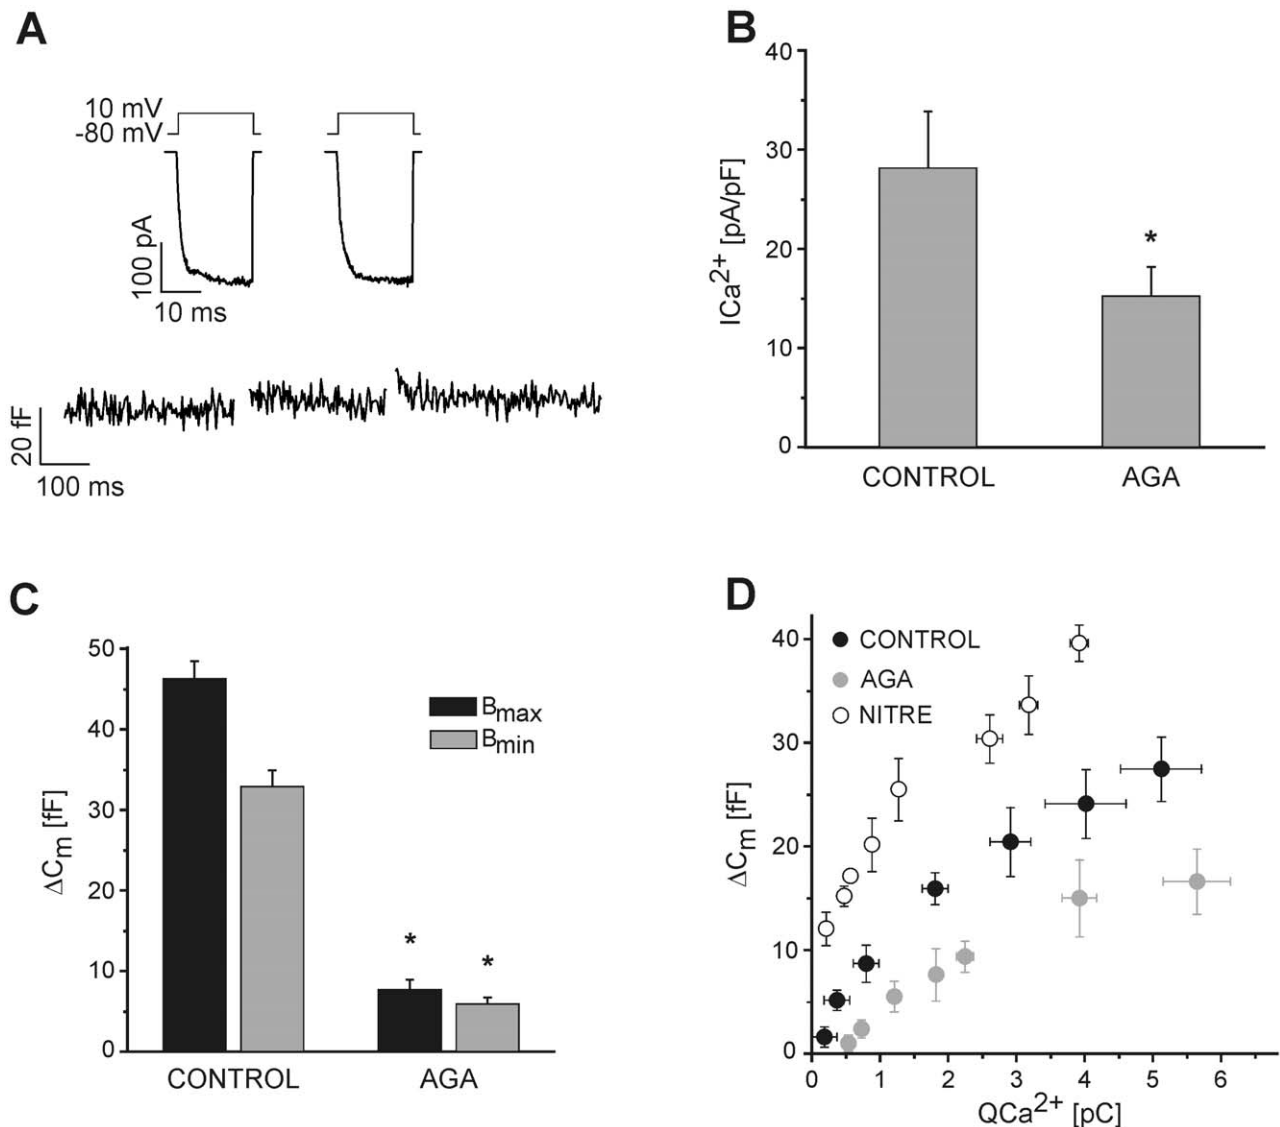 A
10 mV
-80 mV
100 pA
10 ms
20 fF
100 ms
B
40
30
20
10
0
ICa²⁺ [pA/pF]
*
CONTROL
AGA
C
50
40
30
20
10
0
ΔCm [fF]
Bmax
Bmin
*
*
CONTROL
AGA
D
40
30
20
10
0
ΔCm [fF]
CONTROL
AGA
NITRE
0 1 2 3 4 5 6
QCa²⁺ [pC]